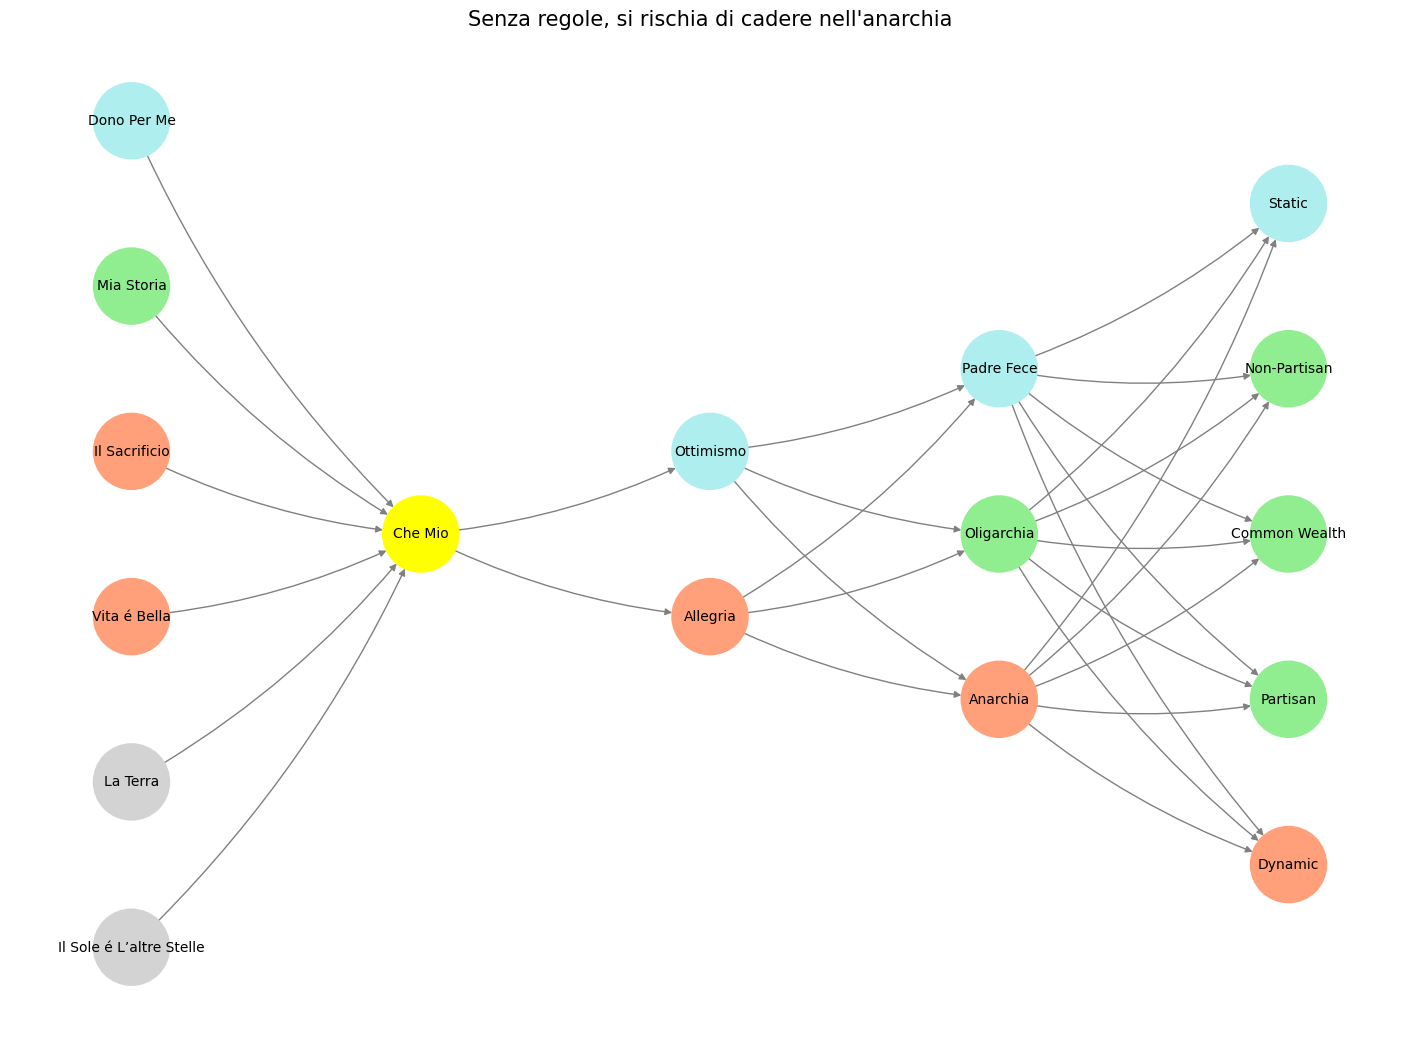 Senza regole, si rischia di cadere nell'anarchia
Dono Per Me
Mia Storia
Il Sacrificio
Vita é Bella
La Terra
Il Sole é L’altre Stelle
Che Mio
Ottimismo
Allegria
Padre Fece
Oligarchia
Anarchia
Static
Non-Partisan
Common Wealth
Partisan
Dynamic